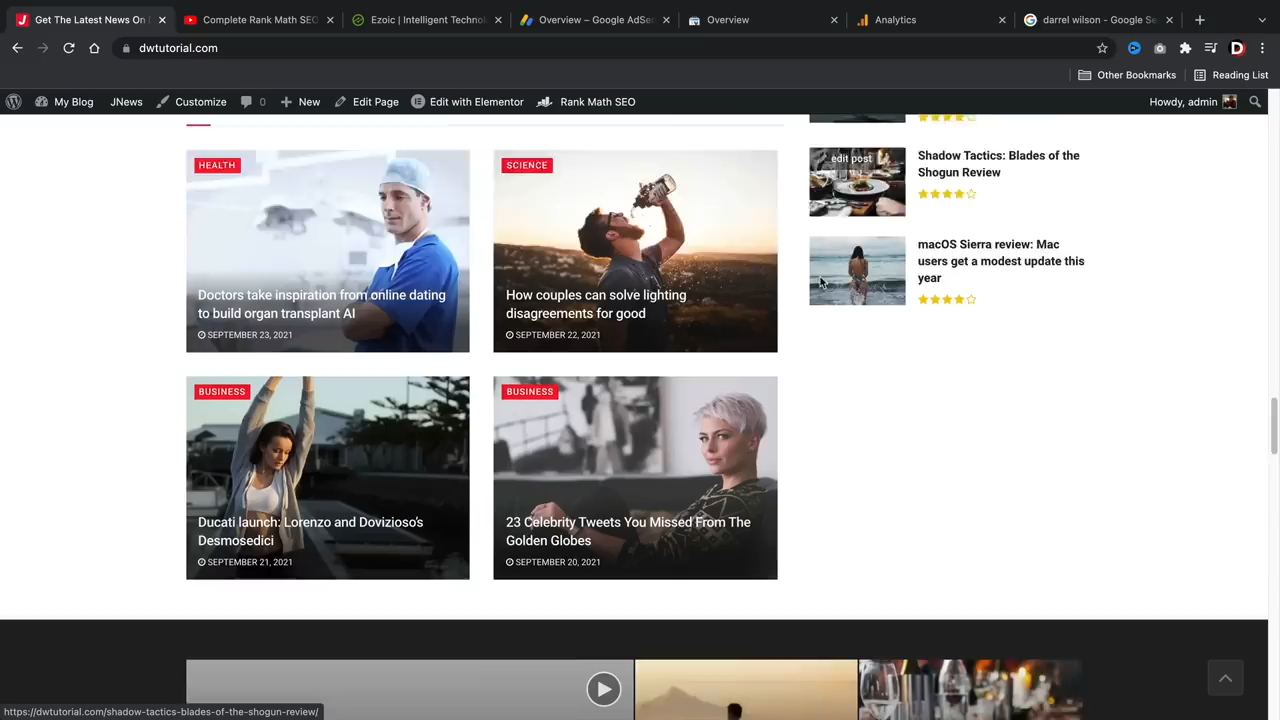 Get The Latest News On
Complete Rank Math SEO
Ezoic | Intelligent Technol
Overview – Google AdSen
Overview
Analytics
darrel wilson - Google Se
dwtutorial.com
Other Bookmarks
Reading List
My Blog
JNews
Customize
0
New
Edit Page
Edit with Elementor
Rank Math SEO
Howdy, admin
HEALTH
Doctors take inspiration from online dating
to build organ transplant AI
SEPTEMBER 23, 2021
SCIENCE
How couples can solve lighting
disagreements for good
SEPTEMBER 22, 2021
edit post
Shadow Tactics: Blades of the
Shogun Review
macOS Sierra review: Mac
users get a modest update this
year
BUSINESS
Ducati launch: Lorenzo and Dovizioso's
Desmosedici
SEPTEMBER 21, 2021
BUSINESS
23 Celebrity Tweets You Missed From The
Golden Globes
SEPTEMBER 20, 2021
https://dwtutorial.com/shadow-tactics-blades-of-the-shogun-review/